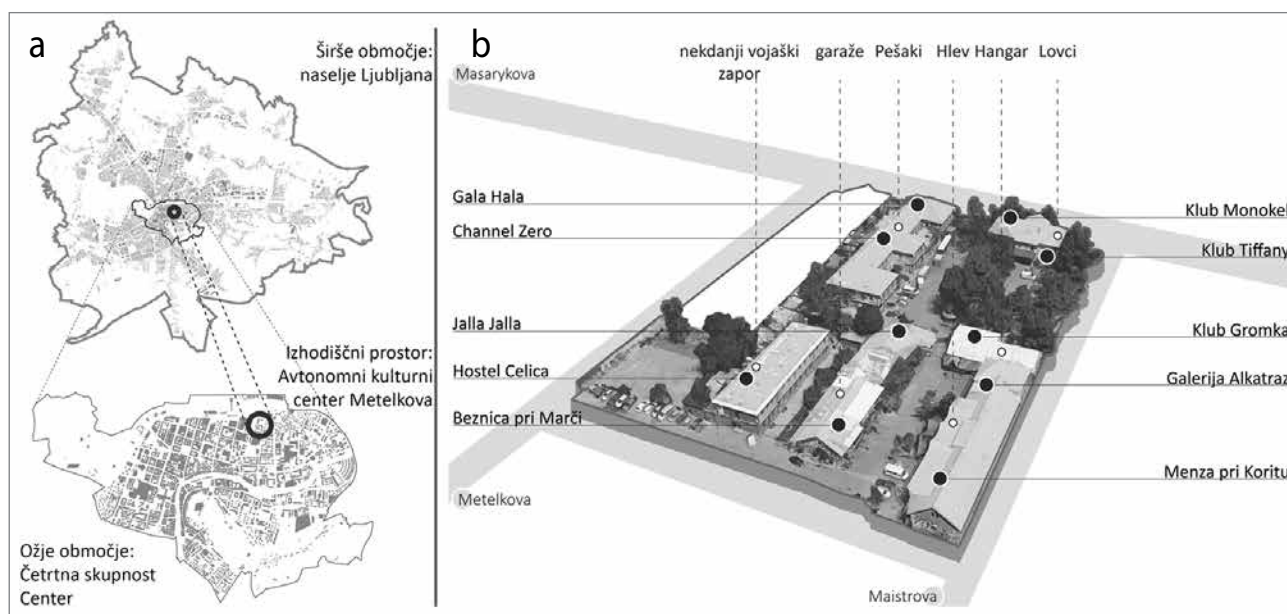 a
Širše območje:
naselje Ljubljana
Izhodiščni prostor:
Avtonomni kulturni
center Metelkova
Ožje območje:
Četrtna skupnost
Center
b
nekdanji vojaški
zapor
garaže
Pešaki
Hlev
Hangar
Lovci
Masarykova
Gala Hala
Channel Zero
Jalla Jalla
Hostel Celica
Beznica pri Marči
Metelkova
Klub Monokel
Klub Tiffany
Klub Gromka
Galerija Alkatraz
Menza pri Koritu
Maistrova